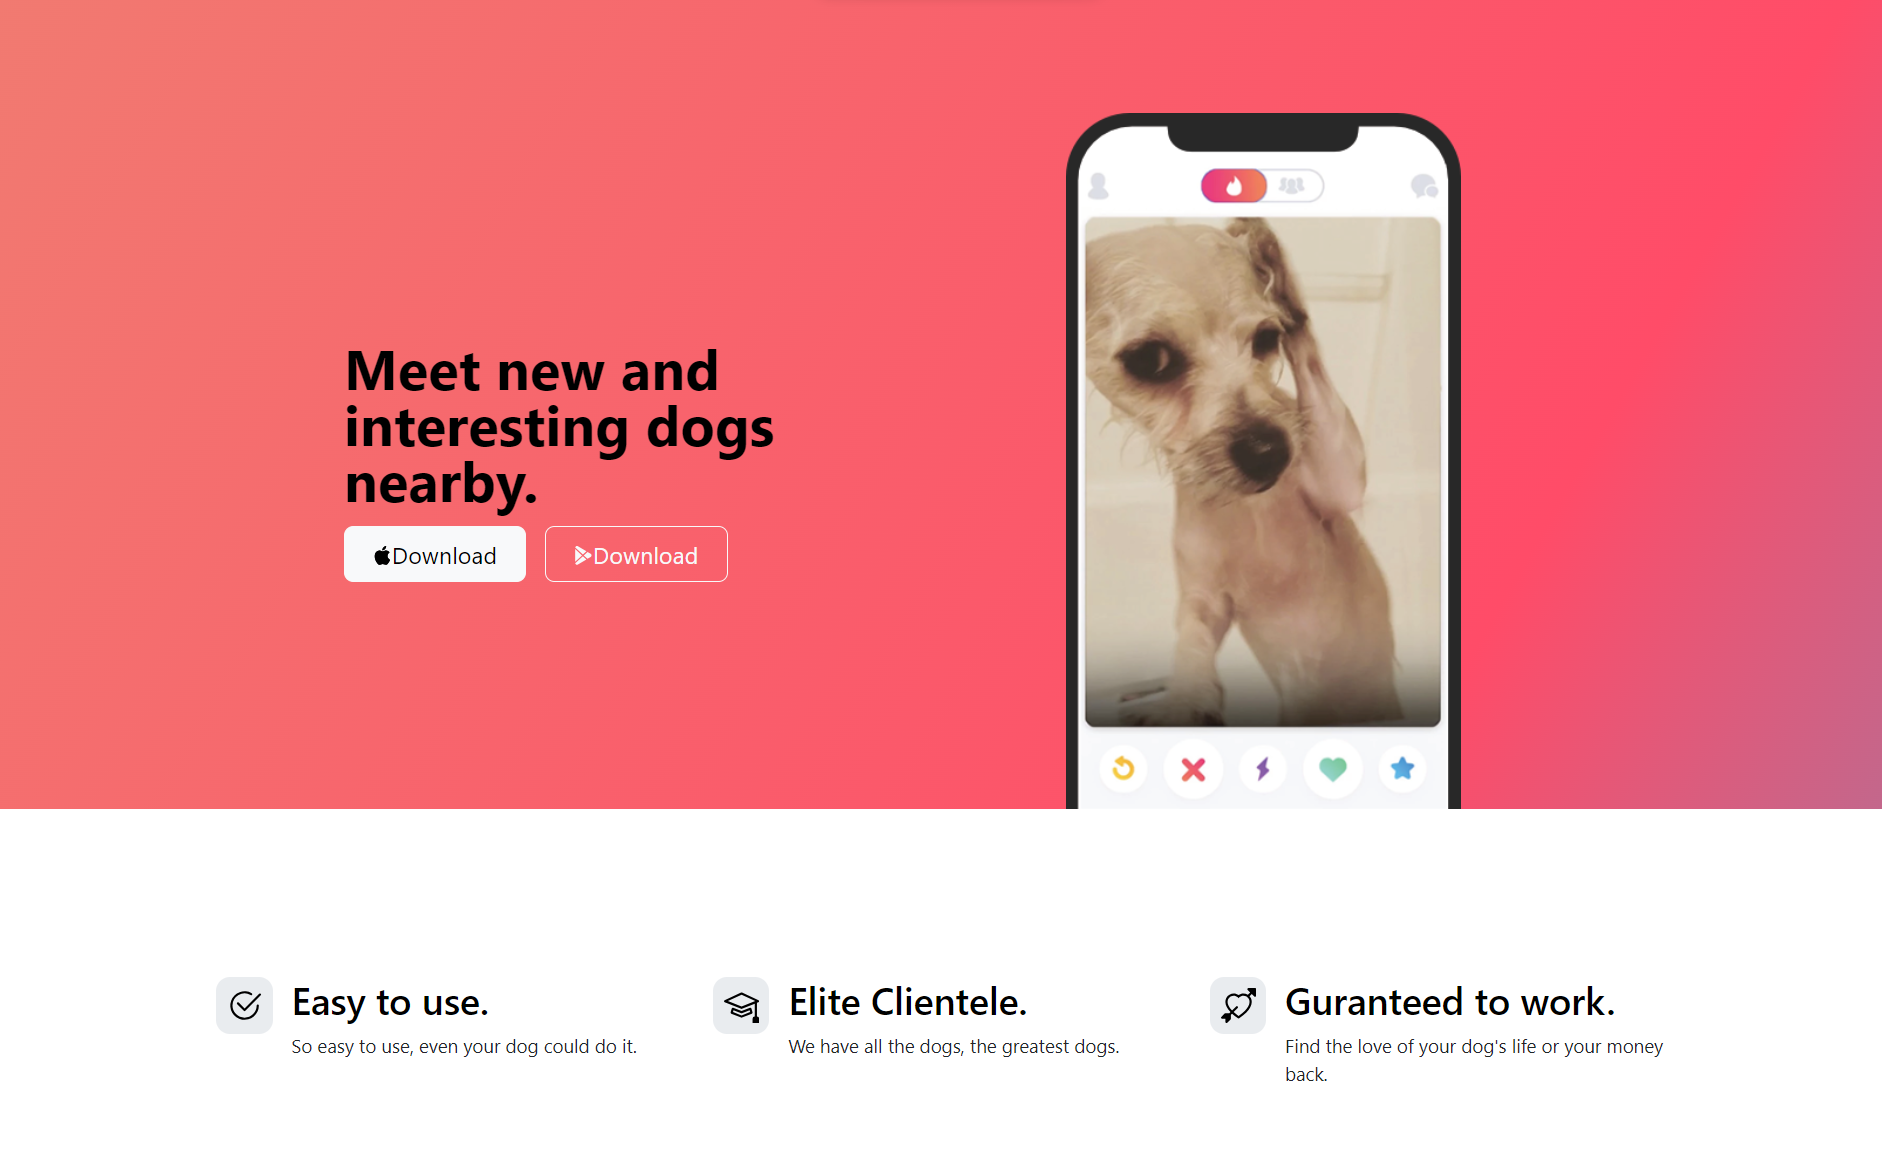 Meet new and
interesting dogs
nearby.
Download
Download
Easy to use.
So easy to use, even your dog could do it.
Elite Clientele.
We have all the dogs, the greatest dogs.
Guranteed to work.
Find the love of your dog's life or your money
back.